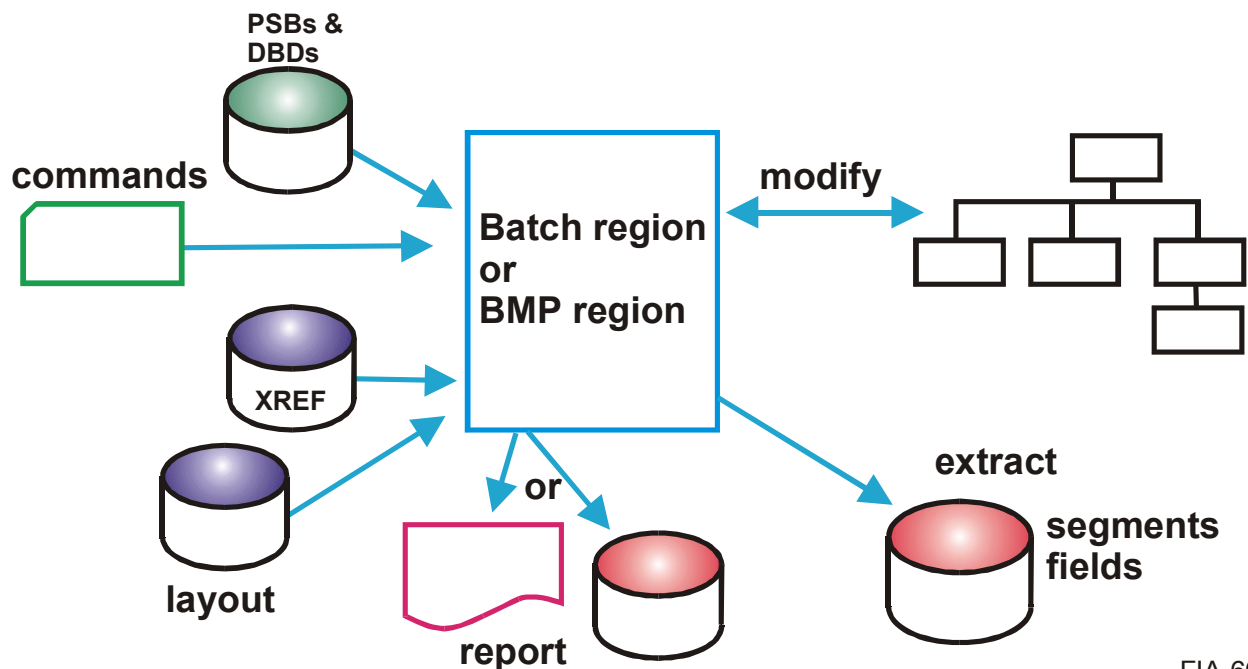 PSBs &
DBDs
commands
Batch region
or
BMP region
modify
XREF
layout
or
report
extract
segments
fields